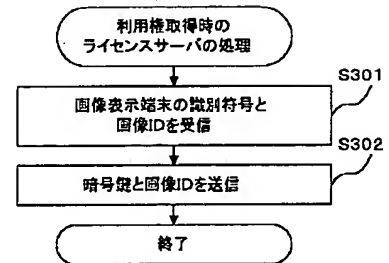 利用権取得時の
ライセンスサーバの処理
S301
画像表示端末の識別符号と
画像IDを受信
S302
暗号鍵と画像IDを送信
終了